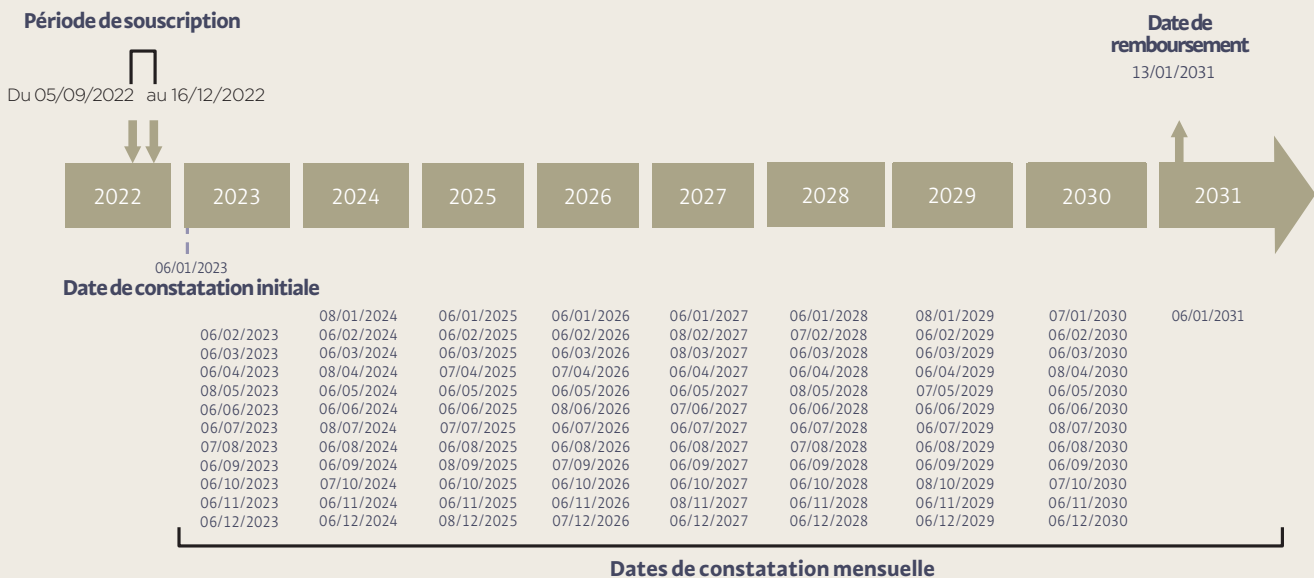 Période de souscription
Du 05/09/2022 au 16/12/2022
Date de
remboursement
13/01/2031
2022 2023 2024 2025 2026 2027 2028 2029 2030 2031
06/01/2023
Date de constatation initiale
08/01/2024 06/01/2025 06/01/2026 06/01/2027 06/01/2028 08/01/2029 07/01/2030 06/01/2031
06/02/2023 06/02/2024 06/02/2025 06/02/2026 08/02/2027 07/02/2028 06/02/2029 06/02/2030
06/03/2023 06/03/2024 06/03/2025 06/03/2026 08/03/2027 06/03/2028 06/03/2029 06/03/2030
06/04/2023 08/04/2024 07/04/2025 07/04/2026 06/04/2027 06/04/2028 06/04/2029 08/04/2030
08/05/2023 06/05/2024 06/05/2025 06/05/2026 06/05/2027 08/05/2028 07/05/2029 06/05/2030
06/06/2023 06/06/2024 06/06/2025 08/06/2026 07/06/2027 06/06/2028 06/06/2029 06/06/2030
06/07/2023 08/07/2024 07/07/2025 06/07/2026 06/07/2027 06/07/2028 06/07/2029 08/07/2030
07/08/2023 06/08/2024 06/08/2025 06/08/2026 06/08/2027 07/08/2028 06/08/2029 06/08/2030
06/09/2023 06/09/2024 08/09/2025 07/09/2026 06/09/2027 06/09/2028 06/09/2029 06/09/2030
06/10/2023 07/10/2024 06/10/2025 06/10/2026 06/10/2027 06/10/2028 08/10/2029 07/10/2030
06/11/2023 06/11/2024 06/11/2025 06/11/2026 08/11/2027 06/11/2028 06/11/2029 06/11/2030
06/12/2023 06/12/2024 08/12/2025 07/12/2026 06/12/2027 06/12/2028 06/12/2029 06/12/2030
Dates de constatation mensuelle